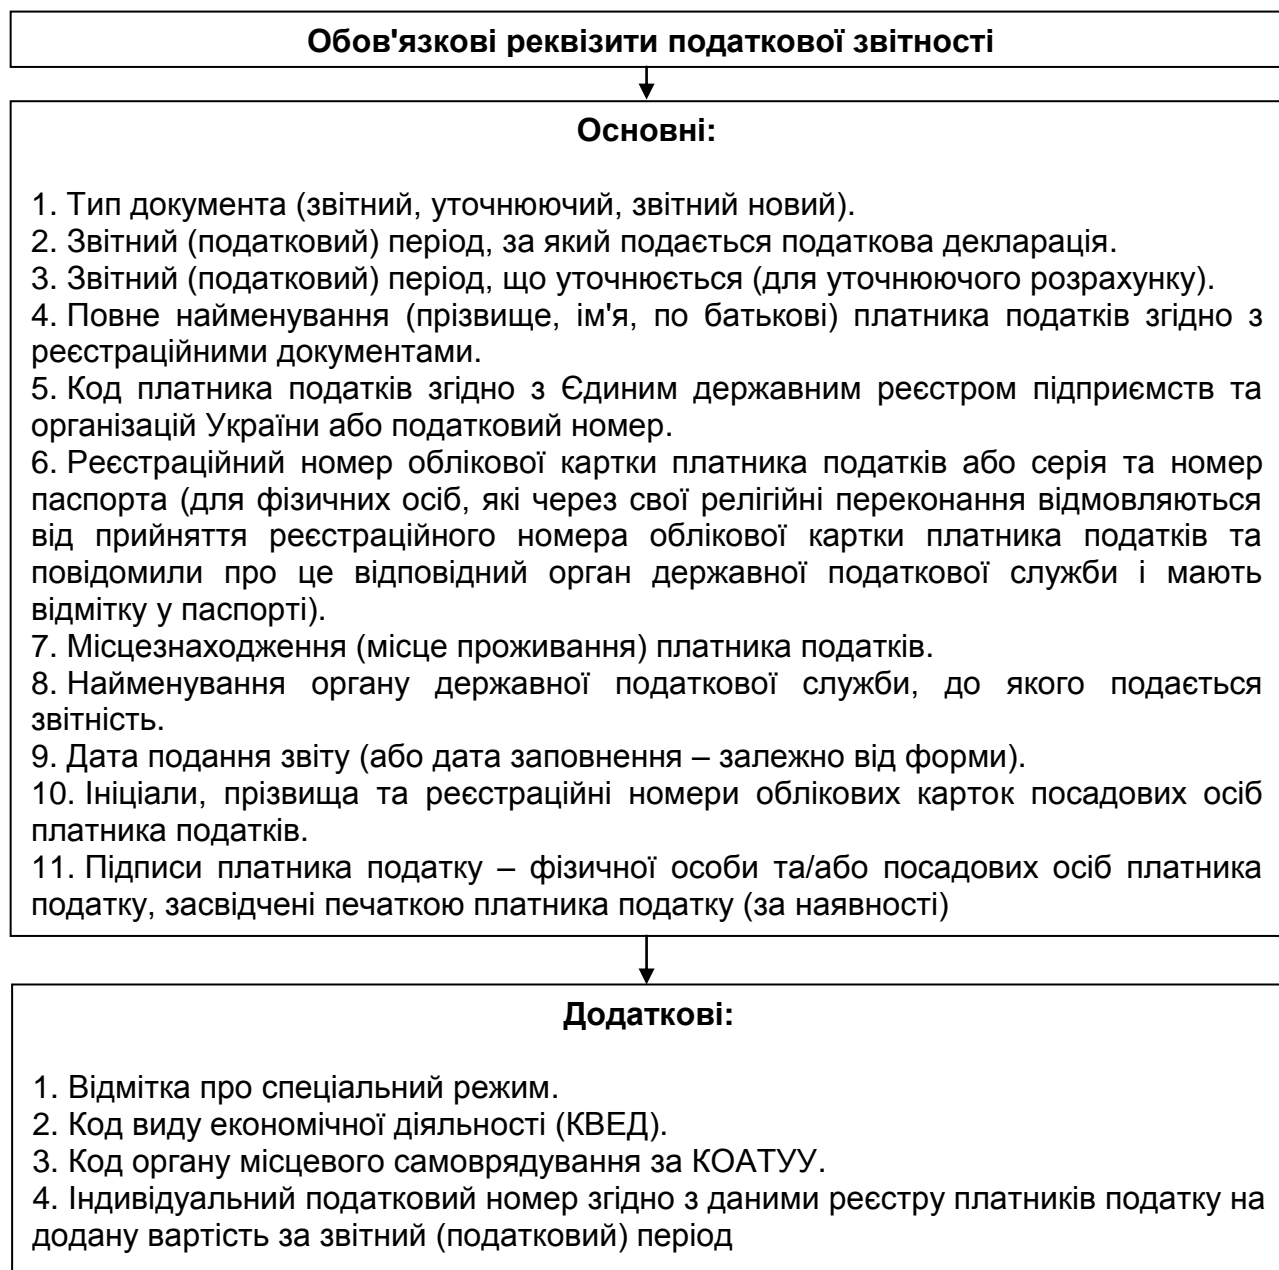 Обов'язкові реквізити податкової звітності
Основні:
1. Тип документа (звітний, уточнюючий, звітний новий).
2. Звітний (податковий) період, за який подається податкова декларація.
3. Звітний (податковий) період, що уточнюється (для уточнюючого розрахунку).
4. Повне найменування (прізвище, ім'я, по батькові) платника податків згідно з
реєстраційними документами.
5. Код платника податків згідно з Єдиним державним реєстром підприємств та
організацій України або податковий номер.
6. Реєстраційний номер облікової картки платника податків або серія та номер
паспорта (для фізичних осіб, які через свої релігійні переконання відмовляються
від прийняття реєстраційного номера облікової картки платника податків та
повідомили про це відповідний орган державної податкової служби і мають
відмітку у паспорті).
7. Місцезнаходження (місце проживання) платника податків.
8. Найменування органу державної податкової служби, до якого подається
звітність.
9. Дата подання звіту (або дата заповнення – залежно від форми).
10. Ініціали, прізвища та реєстраційні номери облікових карток посадових осіб
платника податків.
11. Підписи платника податку – фізичної особи та/або посадових осіб платника
податку, засвідчені печаткою платника податку (за наявності)
Додаткові:
1. Відмітка про спеціальний режим.
2. Код виду економічної діяльності (КВЕД).
3. Код органу місцевого самоврядування за КОАТУУ.
4. Індивідуальний податковий номер згідно з даними реєстру платників податку на
додану вартість за звітний (податковий) період